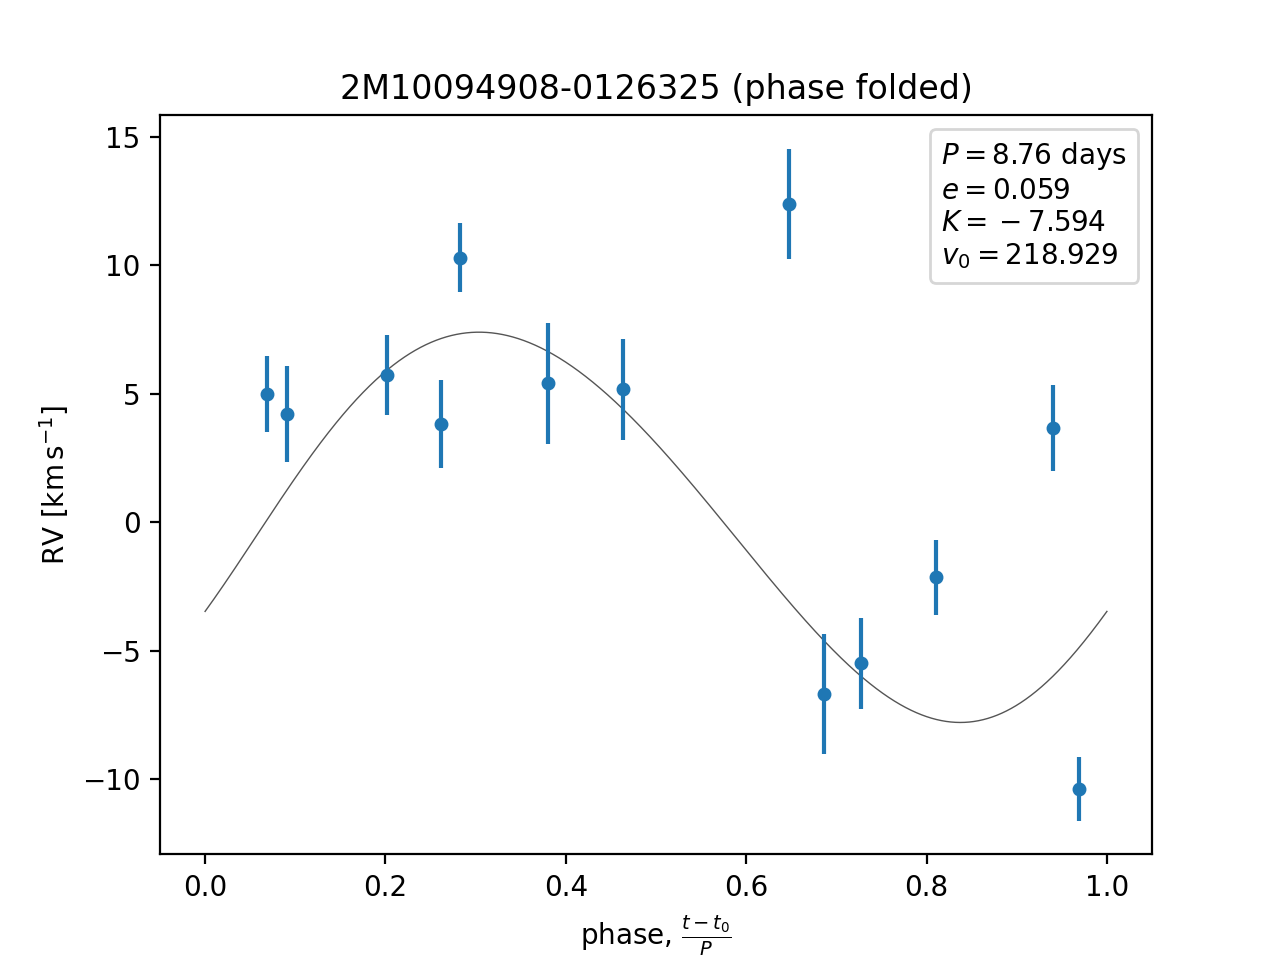 2M10094908-0126325 (phase folded)
P = 8.76 days
e = 0.059
K = −7.594
v₀ = 218.929
RV [km s⁻¹]
15
10
5
0
−5
−10
0.0 0.2 0.4 0.6 0.8 1.0
phase, (t − t₀)/P